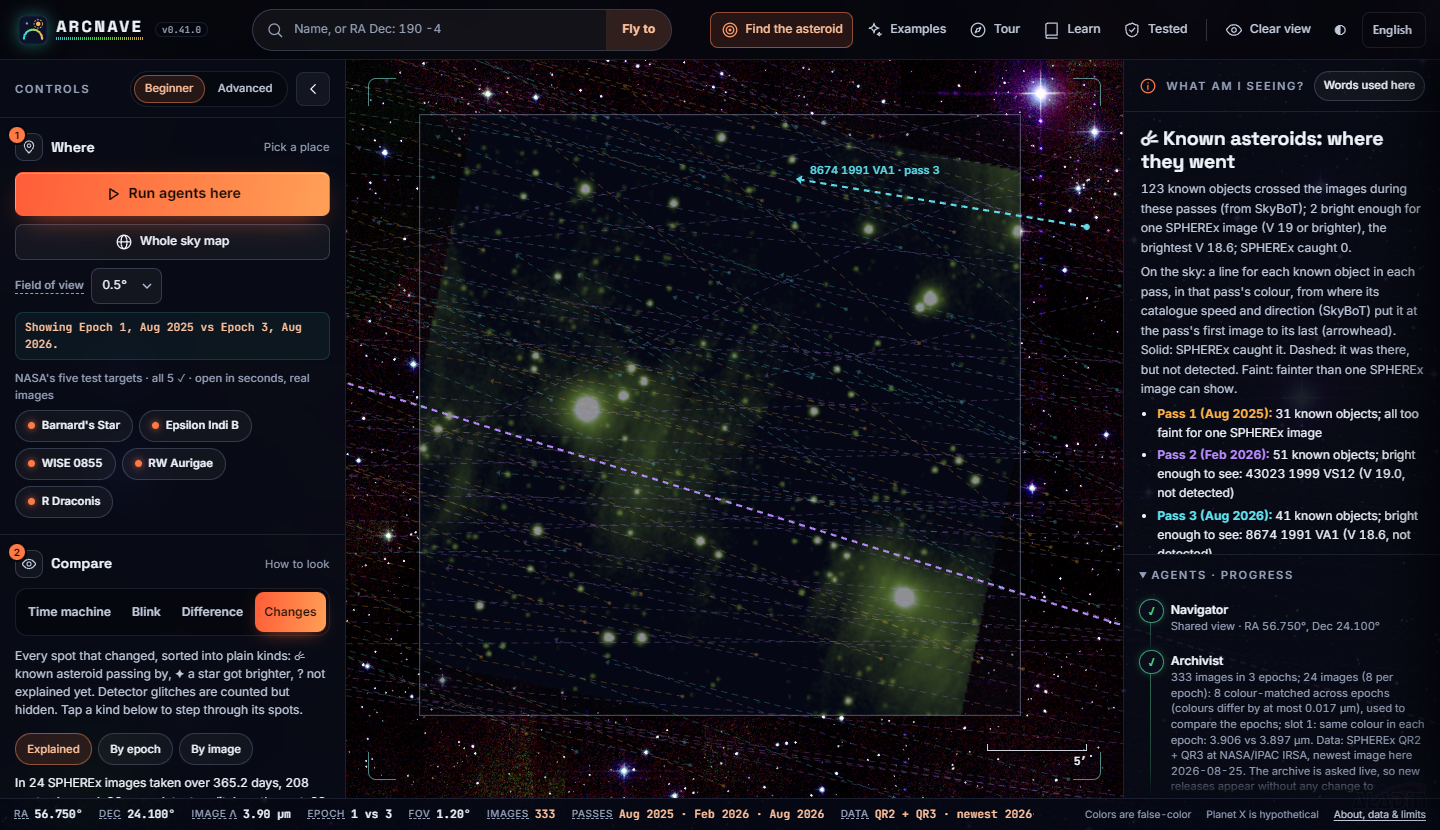 ARCNAVE
v0.41.0
Name, or RA Dec: 190 -4
Fly to
Find the asteroid
Examples
Tour
Learn
Tested
Clear view
English
CONTROLS
Beginner
Advanced
1
Where
Pick a place
Run agents here
Whole sky map
Field of view
0.5°
Showing Epoch 1, Aug 2025 vs Epoch 3, Aug
2026.
NASA's five test targets · all 5 ✓ · open in seconds, real
images
Barnard's Star
Epsilon Indi B
WISE 0855
RW Aurigae
R Draconis
2
Compare
How to look
Time machine
Blink
Difference
Changes
Every spot that changed, sorted into plain kinds: ☄
known asteroid passing by, ✦ a star got brighter, ? not
explained yet. Detector glitches are counted but
hidden. Tap a kind below to step through its spots.
Explained
By epoch
By image
In 24 SPHEREx images taken over 365.2 days, 208
8674 1991 VA1 · pass 3
5′
WHAT AM I SEEING?
Words used here
☄ Known asteroids: where
they went
123 known objects crossed the images during
these passes (from SkyBoT); 2 bright enough for
one SPHEREx image (V 19 or brighter), the
brightest V 18.6; SPHEREx caught 0.
On the sky: a line for each known object in each
pass, in that pass's colour, from where its
catalogue speed and direction (SkyBoT) put it at
the pass's first image to its last (arrowhead).
Solid: SPHEREx caught it. Dashed: it was there,
but not detected. Faint: fainter than one SPHEREx
image can show.
• Pass 1 (Aug 2025): 31 known objects; all too
faint for one SPHEREx image
• Pass 2 (Feb 2026): 51 known objects; bright
enough to see: 43023 1999 VS12 (V 19.0,
not detected)
• Pass 3 (Aug 2026): 41 known objects; bright
enough to see: 8674 1991 VA1 (V 18.6, not
detected)
▼ AGENTS · PROGRESS
✓
Navigator
Shared view · RA 56.750°, Dec 24.100°
✓
Archivist
333 images in 3 epochs; 24 images (8 per
epoch): 8 colour-matched across epochs
(colours differ by at most 0.017 µm), used to
compare the epochs; slot 1: same colour in each
epoch: 3.906 vs 3.897 µm. Data: SPHEREx QR2
+ QR3 at NASA/IPAC IRSA, newest image here
2026-08-25. The archive is asked live, so new
releases appear without any change to
RA 56.750° DEC 24.100° IMAGE Λ 3.90 µm EPOCH 1 vs 3 FOV 1.20° IMAGES 333 PASSES Aug 2025 · Feb 2026 · Aug 2026 DATA QR2 + QR3 · newest 2026
Colors are false-color
Planet X is hypothetical
About, data & limits